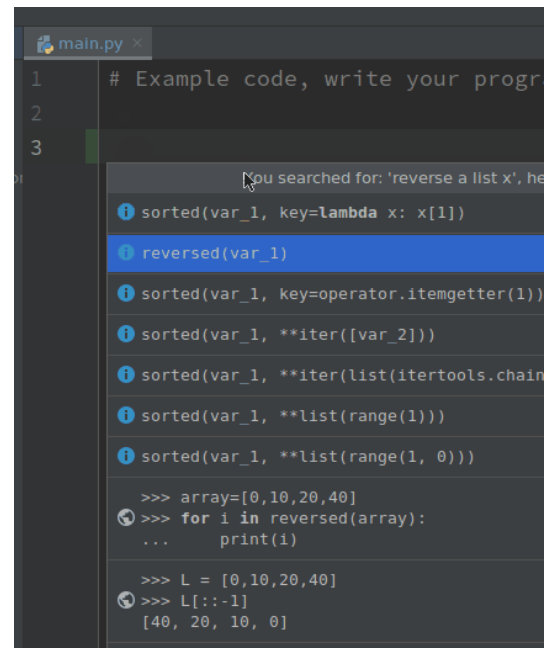 main.py
1 # Example code, write your progr
2
3
You searched for: 'reverse a list x', he
sorted(var_1, key=lambda x: x[1])
reversed(var_1)
sorted(var_1, key=operator.itemgetter(1))
sorted(var_1, **iter([var_2]))
sorted(var_1, **iter(list(itertools.chain
sorted(var_1, **list(range(1)))
sorted(var_1, **list(range(1, 0)))
>>> array=[0,10,20,40]
>>> for i in reversed(array):
...     print(i)
>>> L = [0,10,20,40]
>>> L[::-1]
[40, 20, 10, 0]